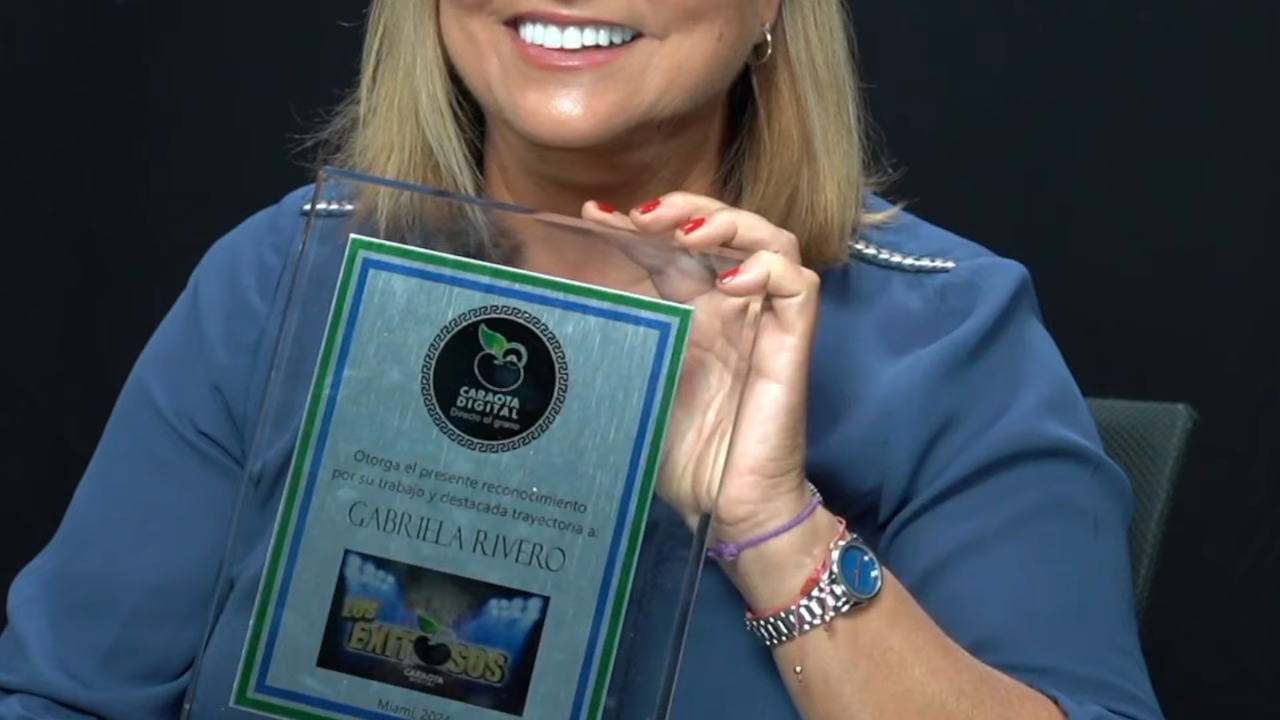 CARAOTA
DIGITAL
Directo al grano
Otorga el presente reconocimiento
por su trabajo y destacada trayectoria a:
GABRIELA RIVERO
LOS
EXITOSOS
CARAOTA
Miami, 2024